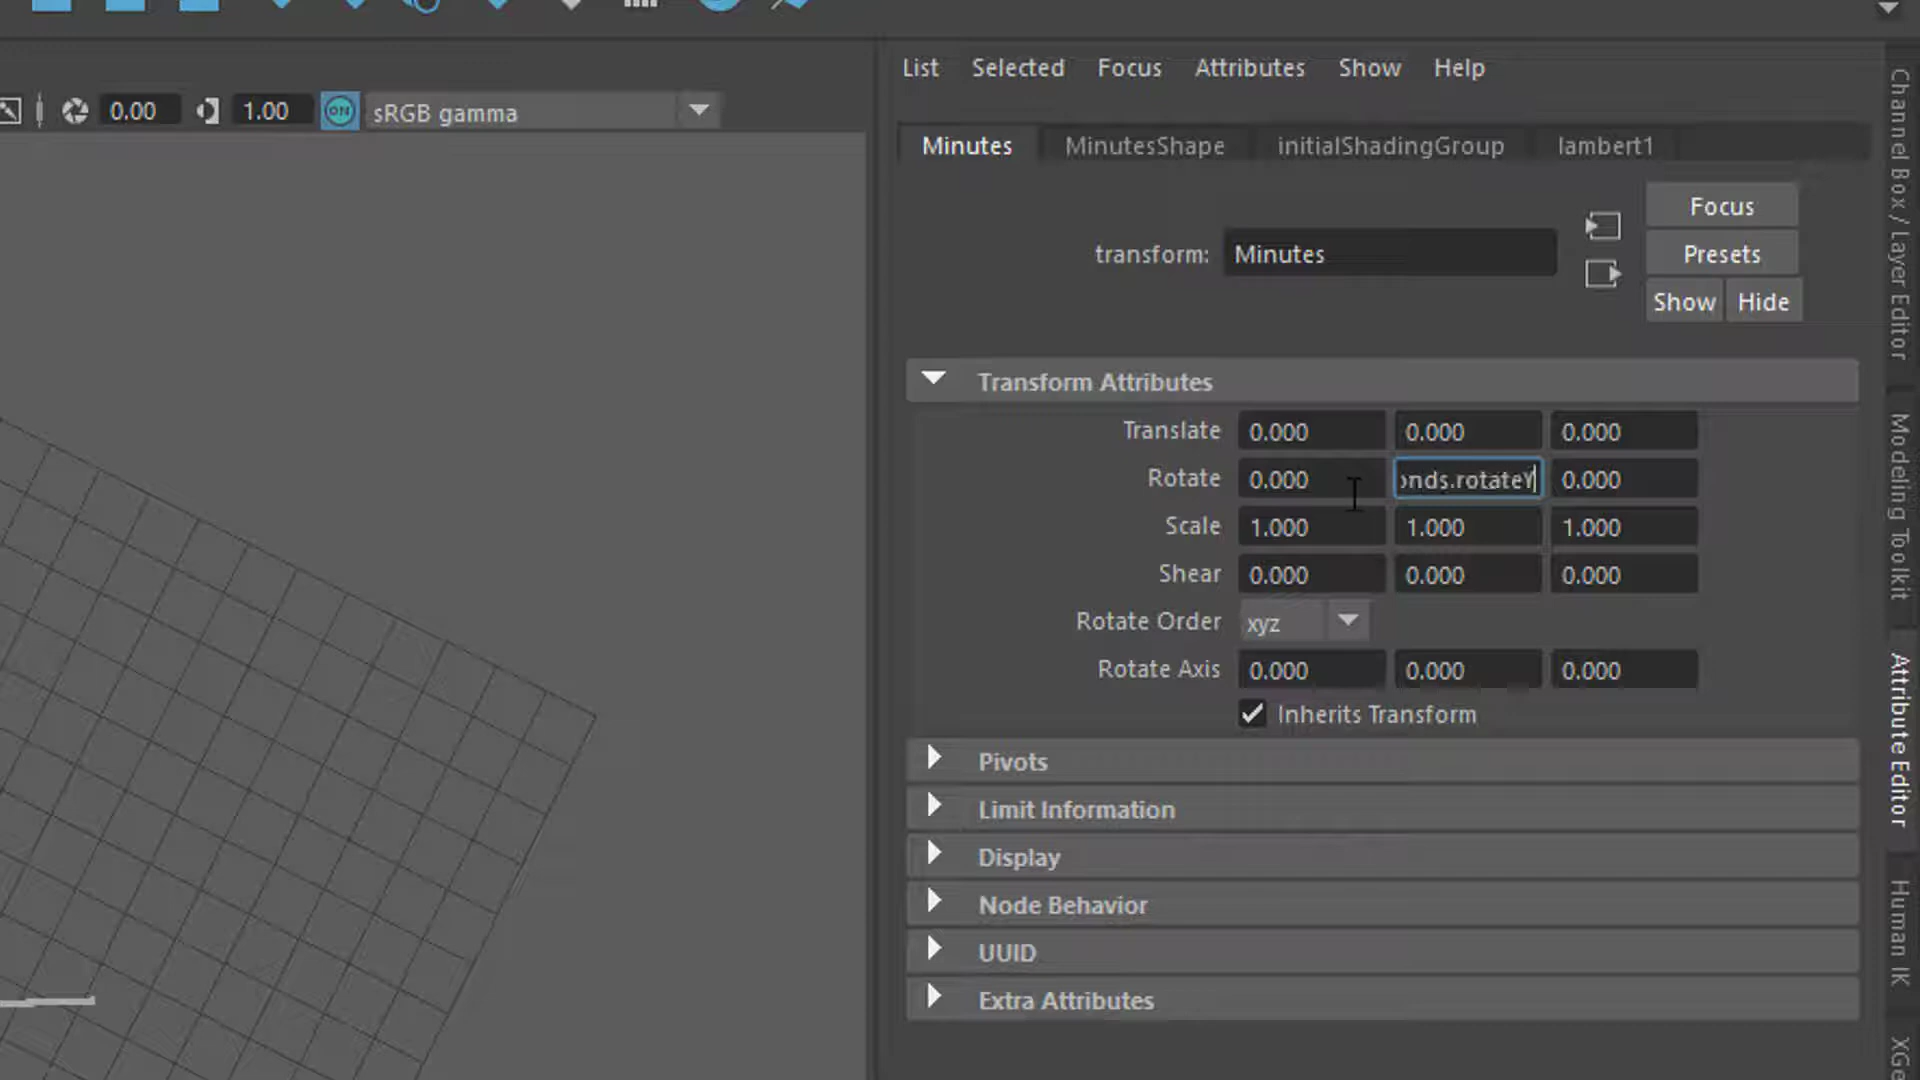 List Selected Focus Attributes Show Help
0.00 1.00 ON sRGB gamma
Minutes MinutesShape initialShadingGroup lambert1
Focus
transform: Minutes Presets
Show Hide
Transform Attributes
Translate 0.000 0.000 0.000
Rotate 0.000 onds.rotateY 0.000
Scale 1.000 1.000 1.000
Shear 0.000 0.000 0.000
Rotate Order xyz
Rotate Axis 0.000 0.000 0.000
Inherits Transform
Pivots
Limit Information
Display
Node Behavior
UUID
Extra Attributes
Channel Box / Layer Editor
Modeling Toolkit
Attribute Editor
Human IK
XGe